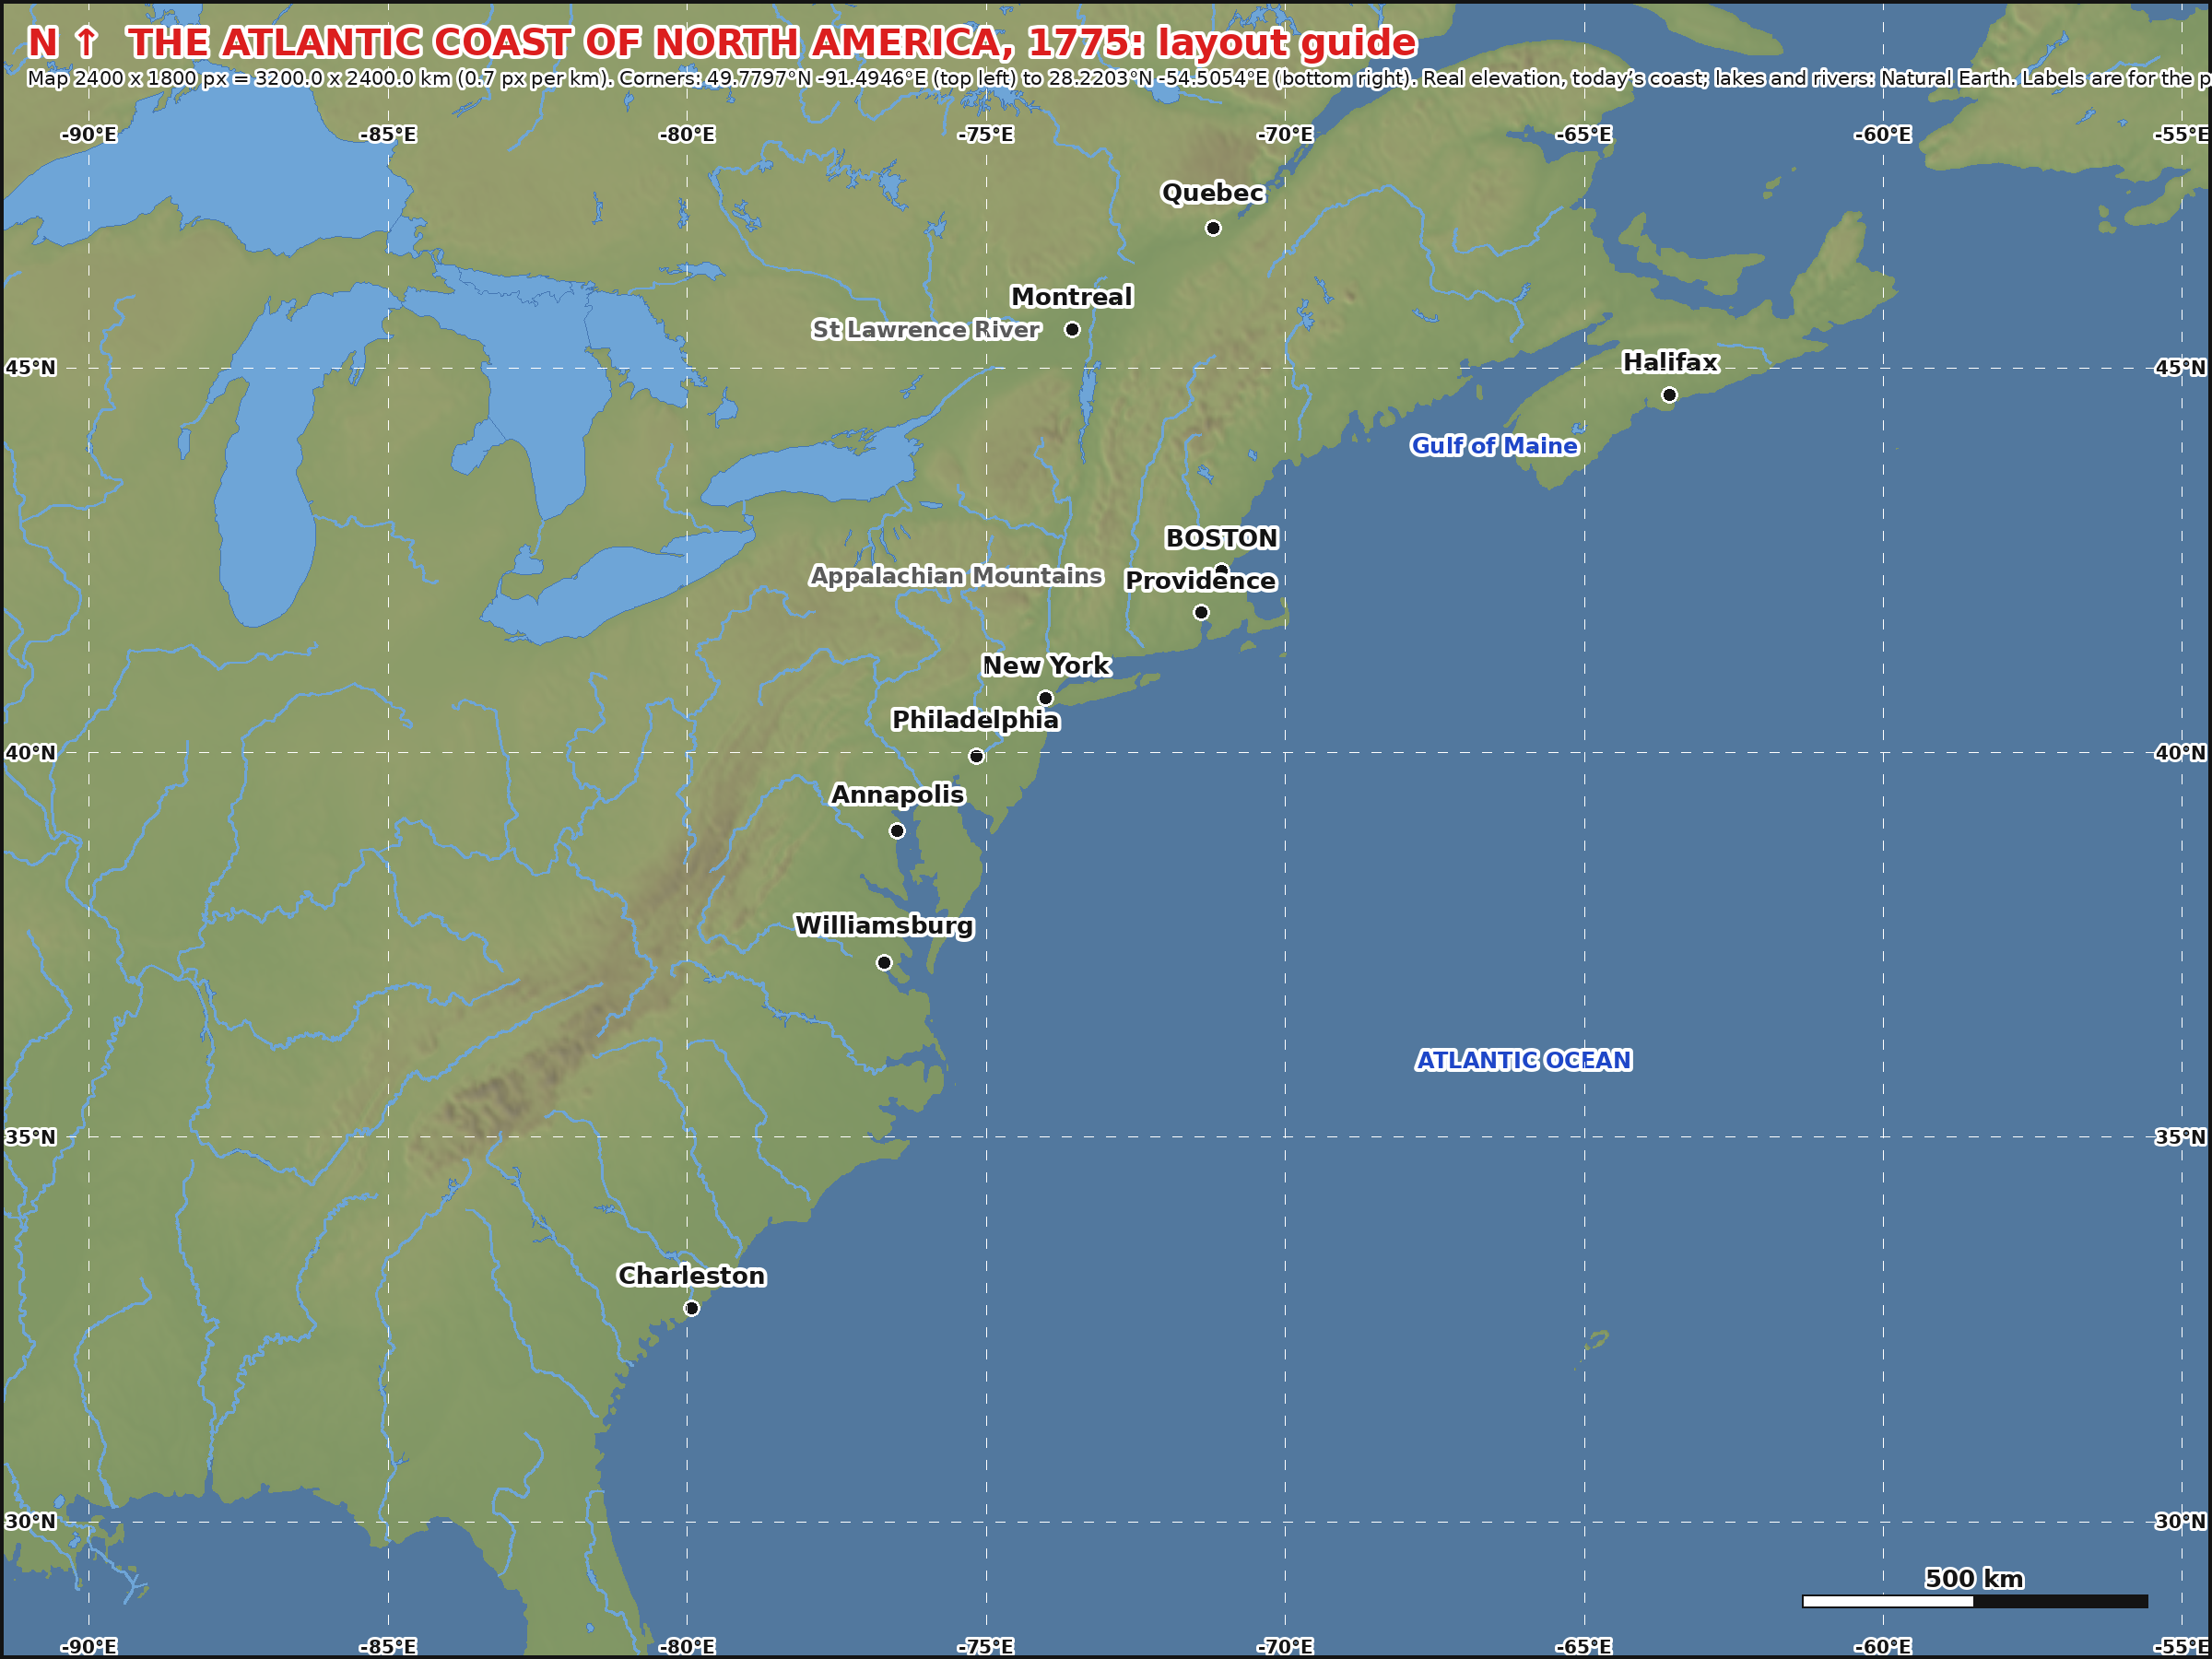 N ↑ THE ATLANTIC COAST OF NORTH AMERICA, 1775: layout guide
Map 2400 x 1800 px = 3200.0 x 2400.0 km (0.7 px per km). Corners: 49.7797°N -91.4946°E (top left) to 28.2203°N -54.5054°E (bottom right). Real elevation, today’s coast; lakes and rivers: Natural Earth. Labels are for the
-90°E -85°E -80°E -75°E -70°E -65°E -60°E -55°E
Quebec
Montreal
St Lawrence River
Halifax
45°N 45°N
Gulf of Maine
BOSTON
Appalachian Mountains
Providence
New York
Philadelphia
40°N 40°N
Annapolis
Williamsburg
ATLANTIC OCEAN
35°N 35°N
Charleston
30°N 30°N
500 km
-90°E -85°E -80°E -75°E -70°E -65°E -60°E -55°E